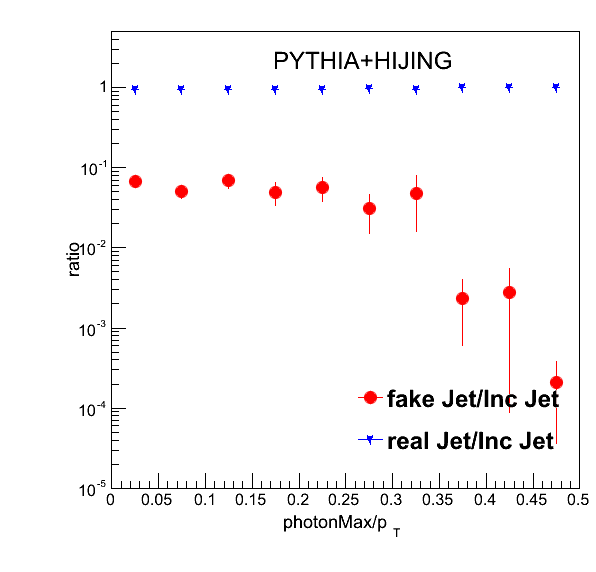 PYTHIA+HIJING
1
10-1
10-2
10-3
10-4
10-5
ratio
fake Jet/Inc Jet
real Jet/Inc Jet
0 0.05 0.1 0.15 0.2 0.25 0.3 0.35 0.4 0.45 0.5
photonMax/p T